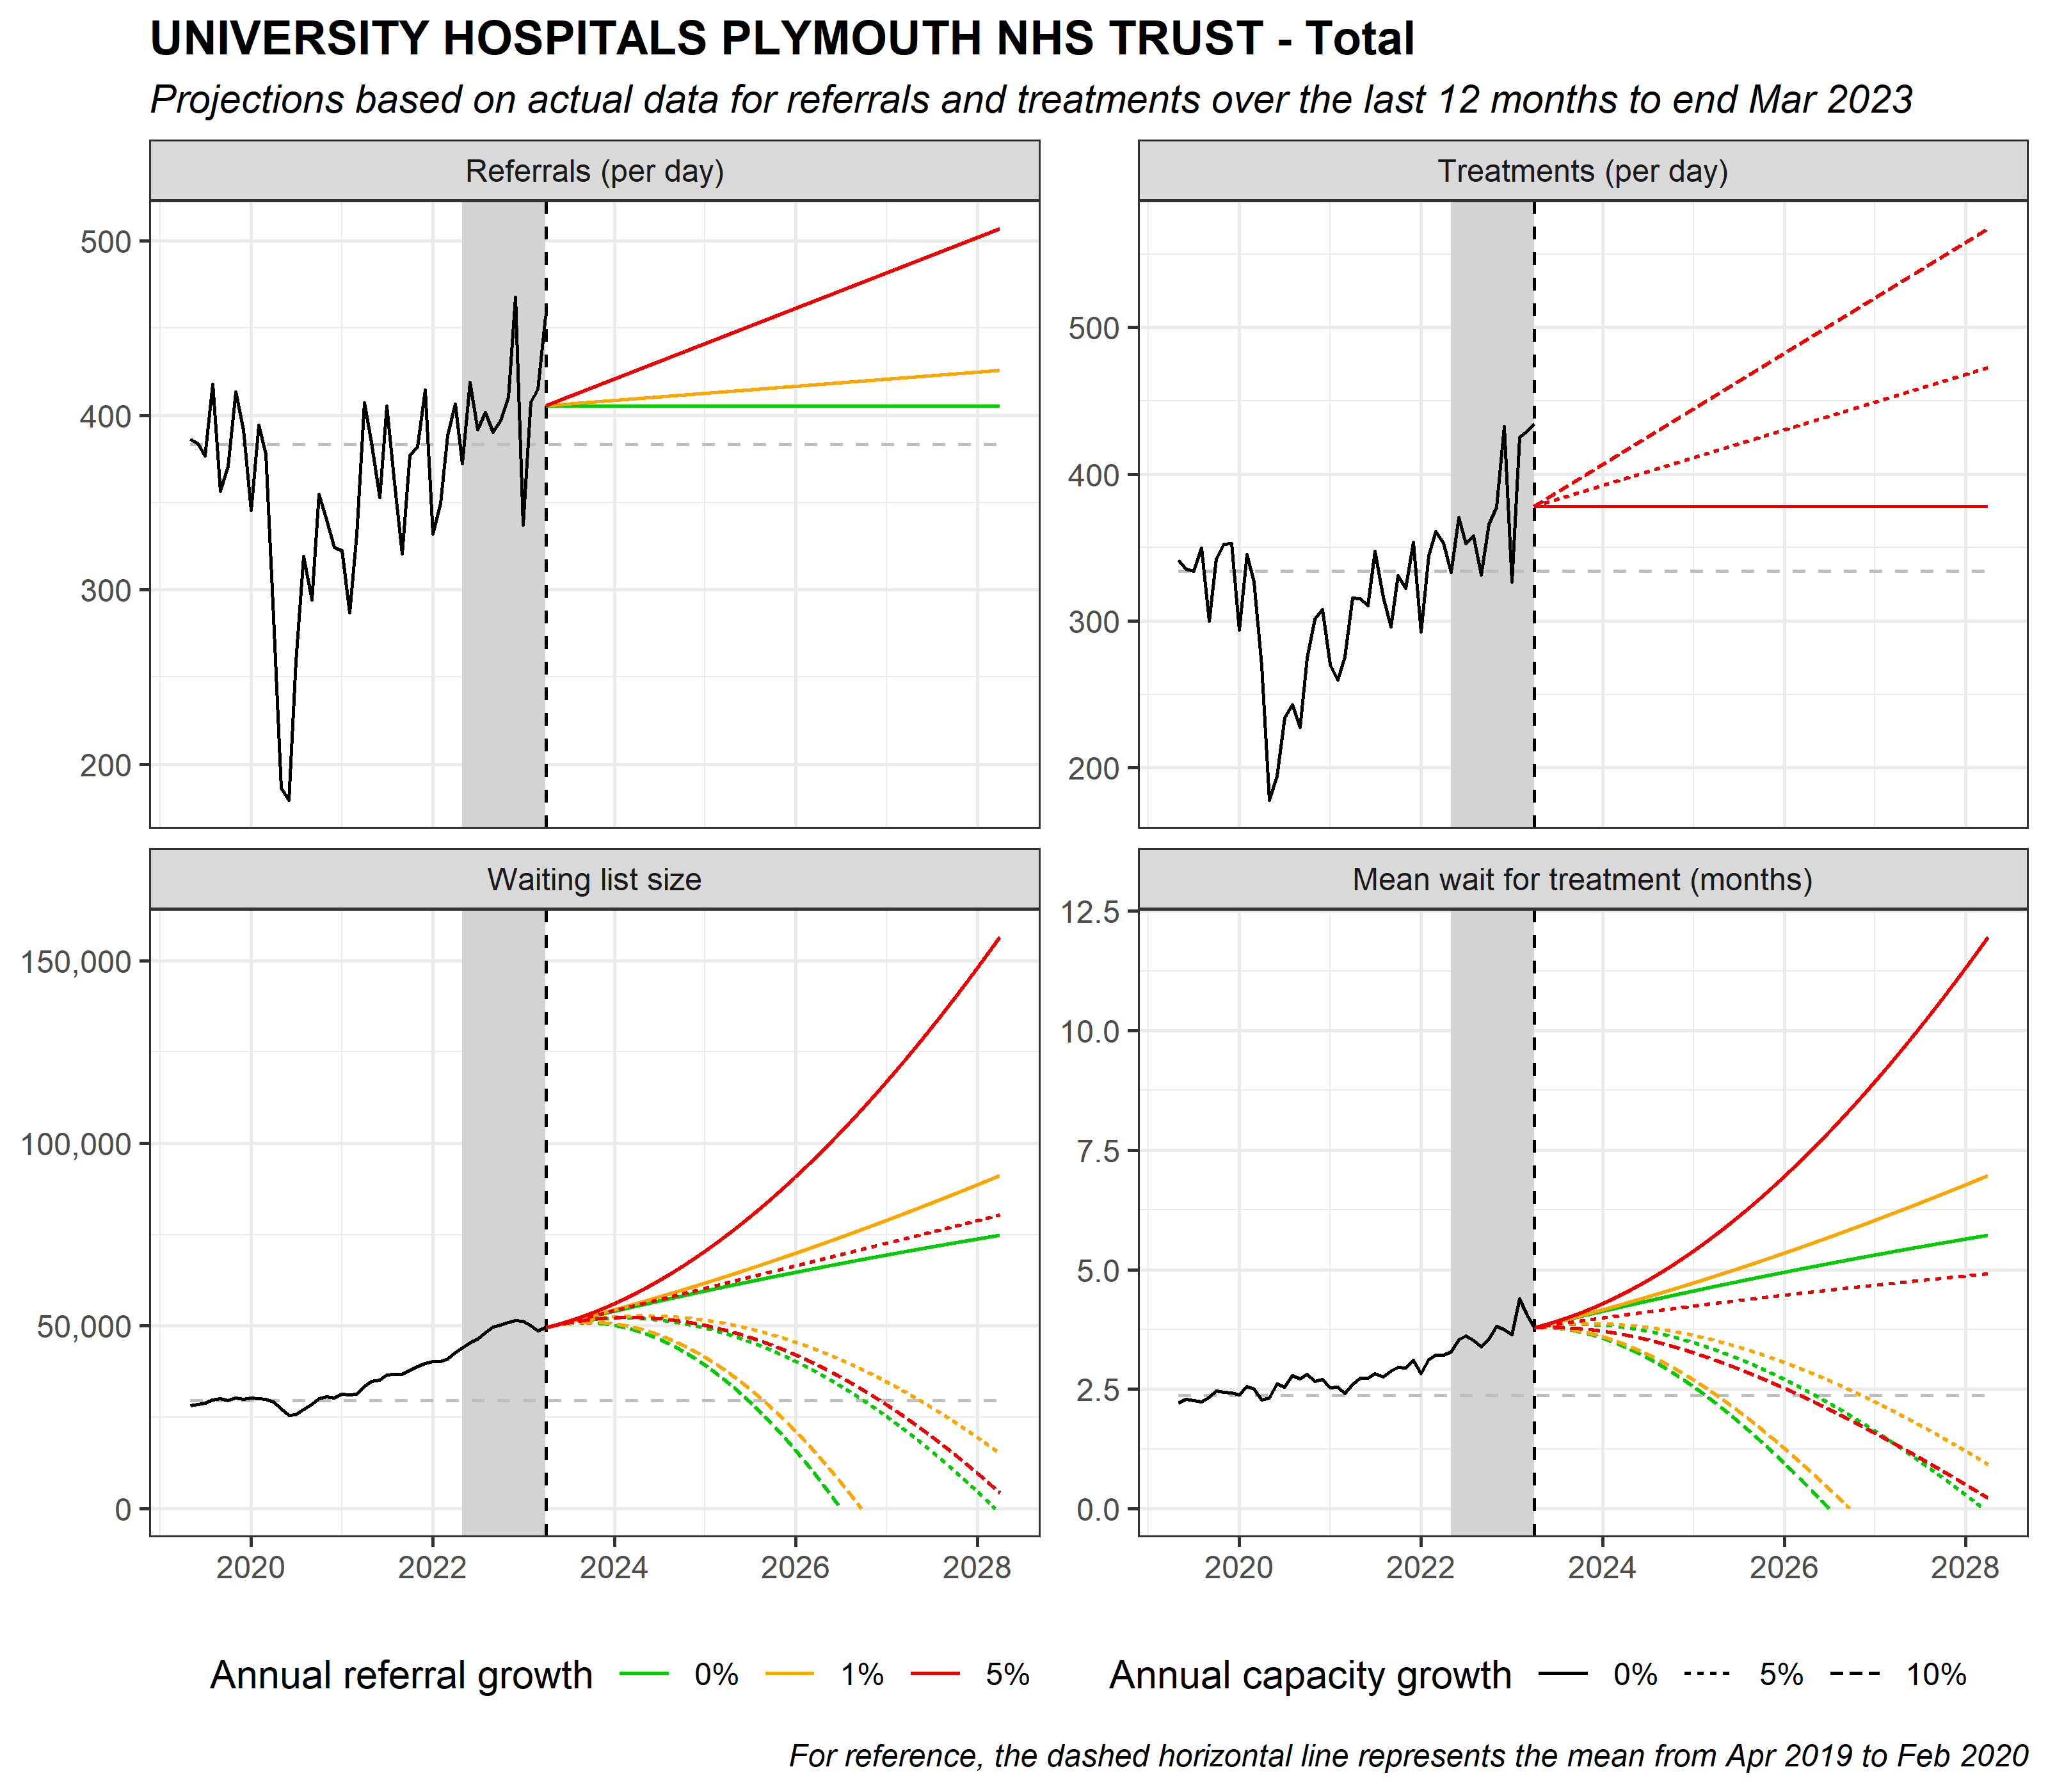 UNIVERSITY HOSPITALS PLYMOUTH NHS TRUST - Total
Projections based on actual data for referrals and treatments over the last 12 months to end Mar 2023
Referrals (per day)
500
400
300
200
Treatments (per day)
500
400
300
200
Waiting list size
150,000
100,000
50,000
0
2020 2022 2024 2026 2028
Mean wait for treatment (months)
12.5
10.0
7.5
5.0
2.5
0.0
2020 2022 2024 2026 2028
Annual referral growth 0% 1% 5%
Annual capacity growth 0% 5% 10%
For reference, the dashed horizontal line represents the mean from Apr 2019 to Feb 2020